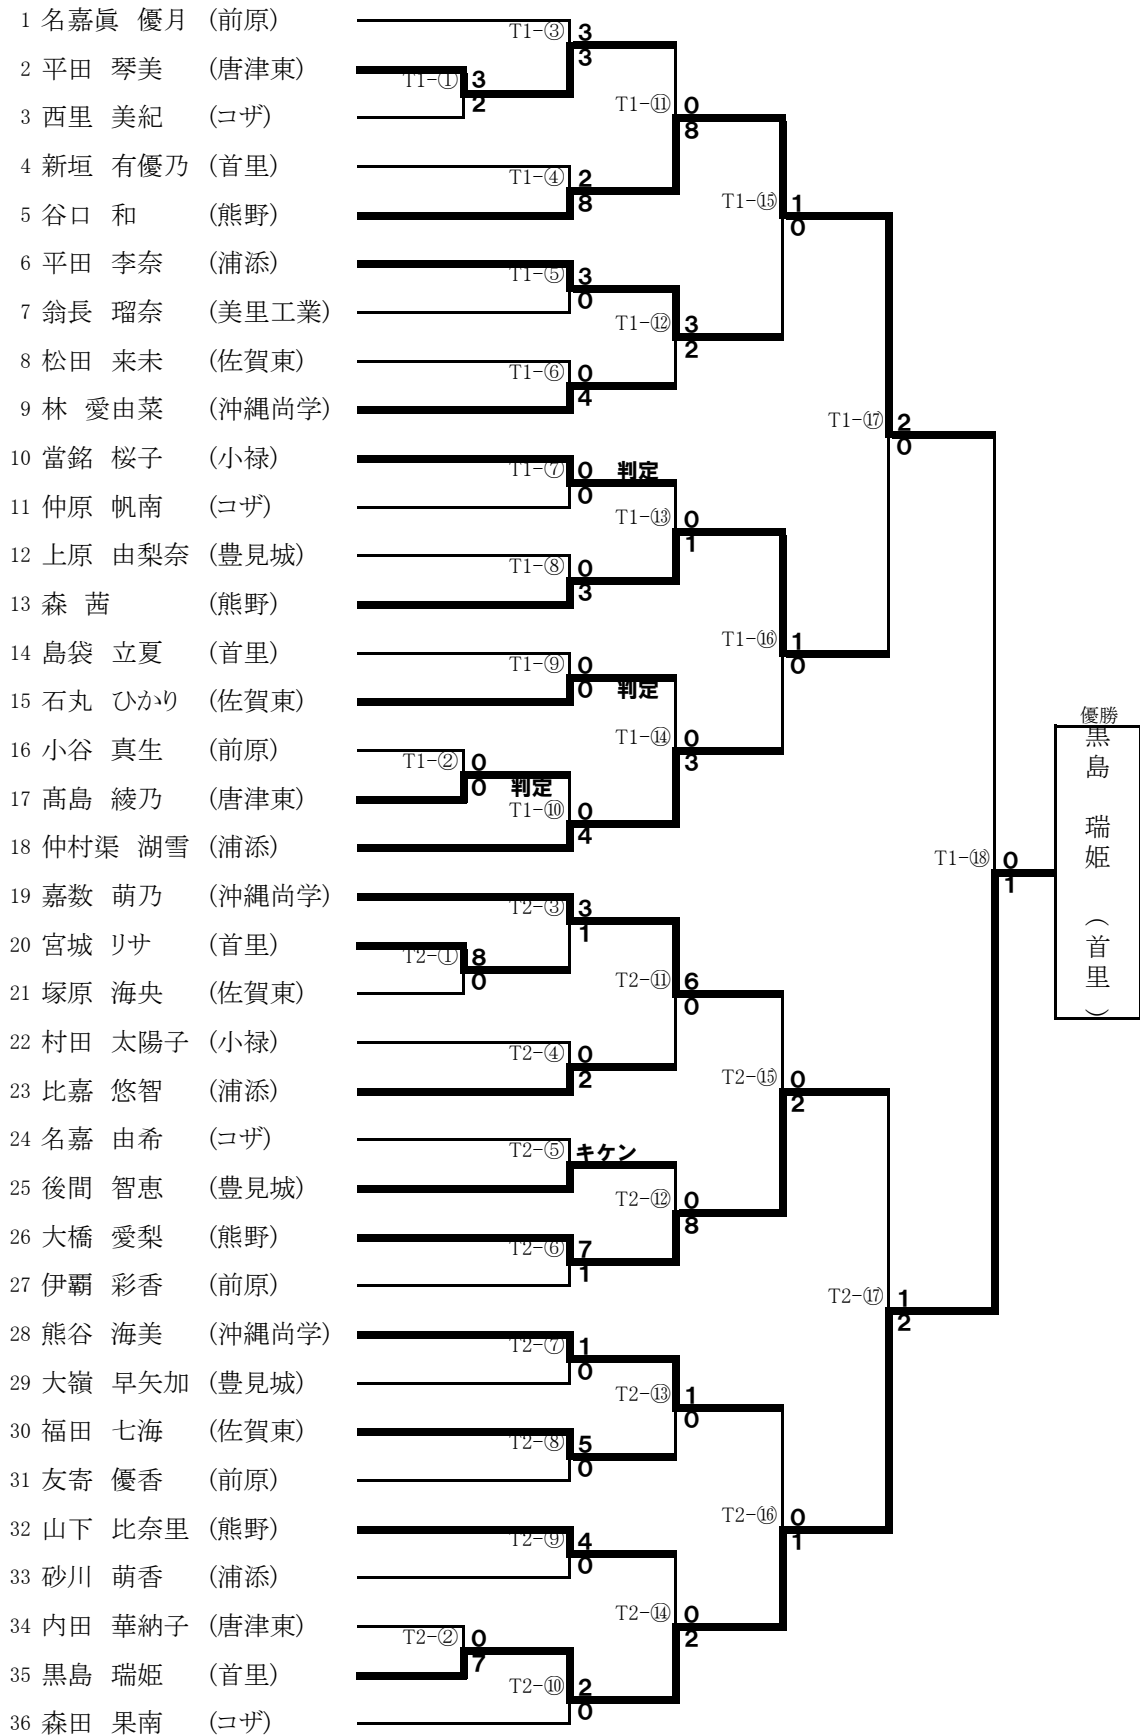 1 名嘉眞 優月 (前原)
T1-③ 3
3
2 平田 琴美 (唐津東)
T1-① 3
2
3 西里 美紀 (コザ)
T1-⑪ 0
8
4 新垣 有優乃 (首里)
T1-④ 2
8
5 谷口 和 (熊野)
T1-⑮ 1
0
6 平田 李奈 (浦添)
T1-⑤ 3
0
7 翁長 瑠奈 (美里工業)
T1-⑫ 3
2
8 松田 来未 (佐賀東)
T1-⑥ 0
4
9 林 愛由菜 (沖縄尚学)
T1-⑰ 2
0
10 當銘 桜子 (小禄)
T1-⑦ 0 判定
0
11 仲原 帆南 (コザ)
T1-⑬ 0
1
12 上原 由梨奈 (豊見城)
T1-⑧ 0
3
13 森 茜 (熊野)
T1-⑯ 1
0
14 島袋 立夏 (首里)
T1-⑨ 0
0 判定
15 石丸 ひかり (佐賀東)
T1-⑭ 0
3
16 小谷 真生 (前原)
T1-② 0
0 判定
17 髙島 綾乃 (唐津東)
T1-⑩ 0
4
18 仲村渠 湖雪 (浦添)
T1-⑱ 0
1
優勝
黒島 瑞姫 (首里)
19 嘉数 萌乃 (沖縄尚学)
T2-③ 3
1
20 宮城 リサ (首里)
T2-① 8
0
21 塚原 海央 (佐賀東)
T2-⑪ 6
0
22 村田 太陽子 (小禄)
T2-④ 0
2
23 比嘉 悠智 (浦添)
T2-⑮ 0
2
24 名嘉 由希 (コザ)
T2-⑤ キケン
25 後間 智恵 (豊見城)
T2-⑫ 0
8
26 大橋 愛梨 (熊野)
T2-⑥ 7
1
27 伊覇 彩香 (前原)
T2-⑰ 1
2
28 熊谷 海美 (沖縄尚学)
T2-⑦ 1
0
29 大嶺 早矢加 (豊見城)
T2-⑬ 1
0
30 福田 七海 (佐賀東)
T2-⑧ 5
0
31 友寄 優香 (前原)
T2-⑯ 0
1
32 山下 比奈里 (熊野)
T2-⑨ 4
0
33 砂川 萌香 (浦添)
T2-⑭ 0
2
34 内田 華納子 (唐津東)
T2-② 0
7
35 黒島 瑞姫 (首里)
T2-⑩ 2
0
36 森田 果南 (コザ)